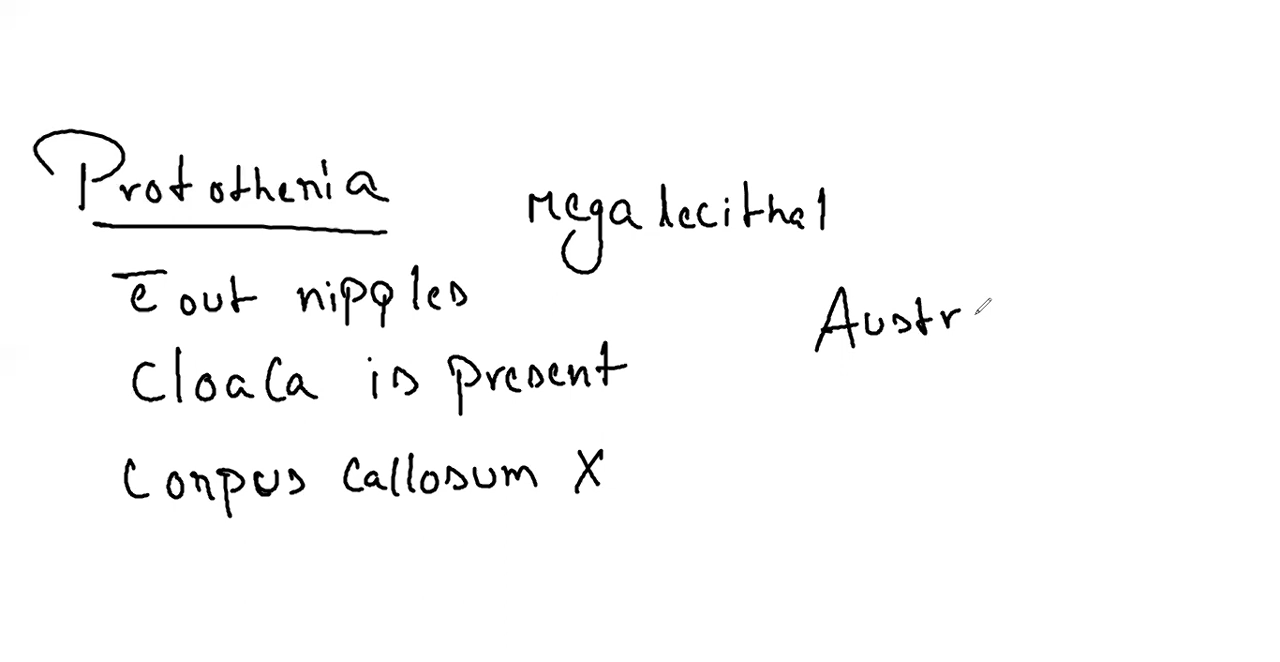 Protothenia
c̄out nipples
Cloaca is present
Corpus Callosum X
Megalecithal
Austr